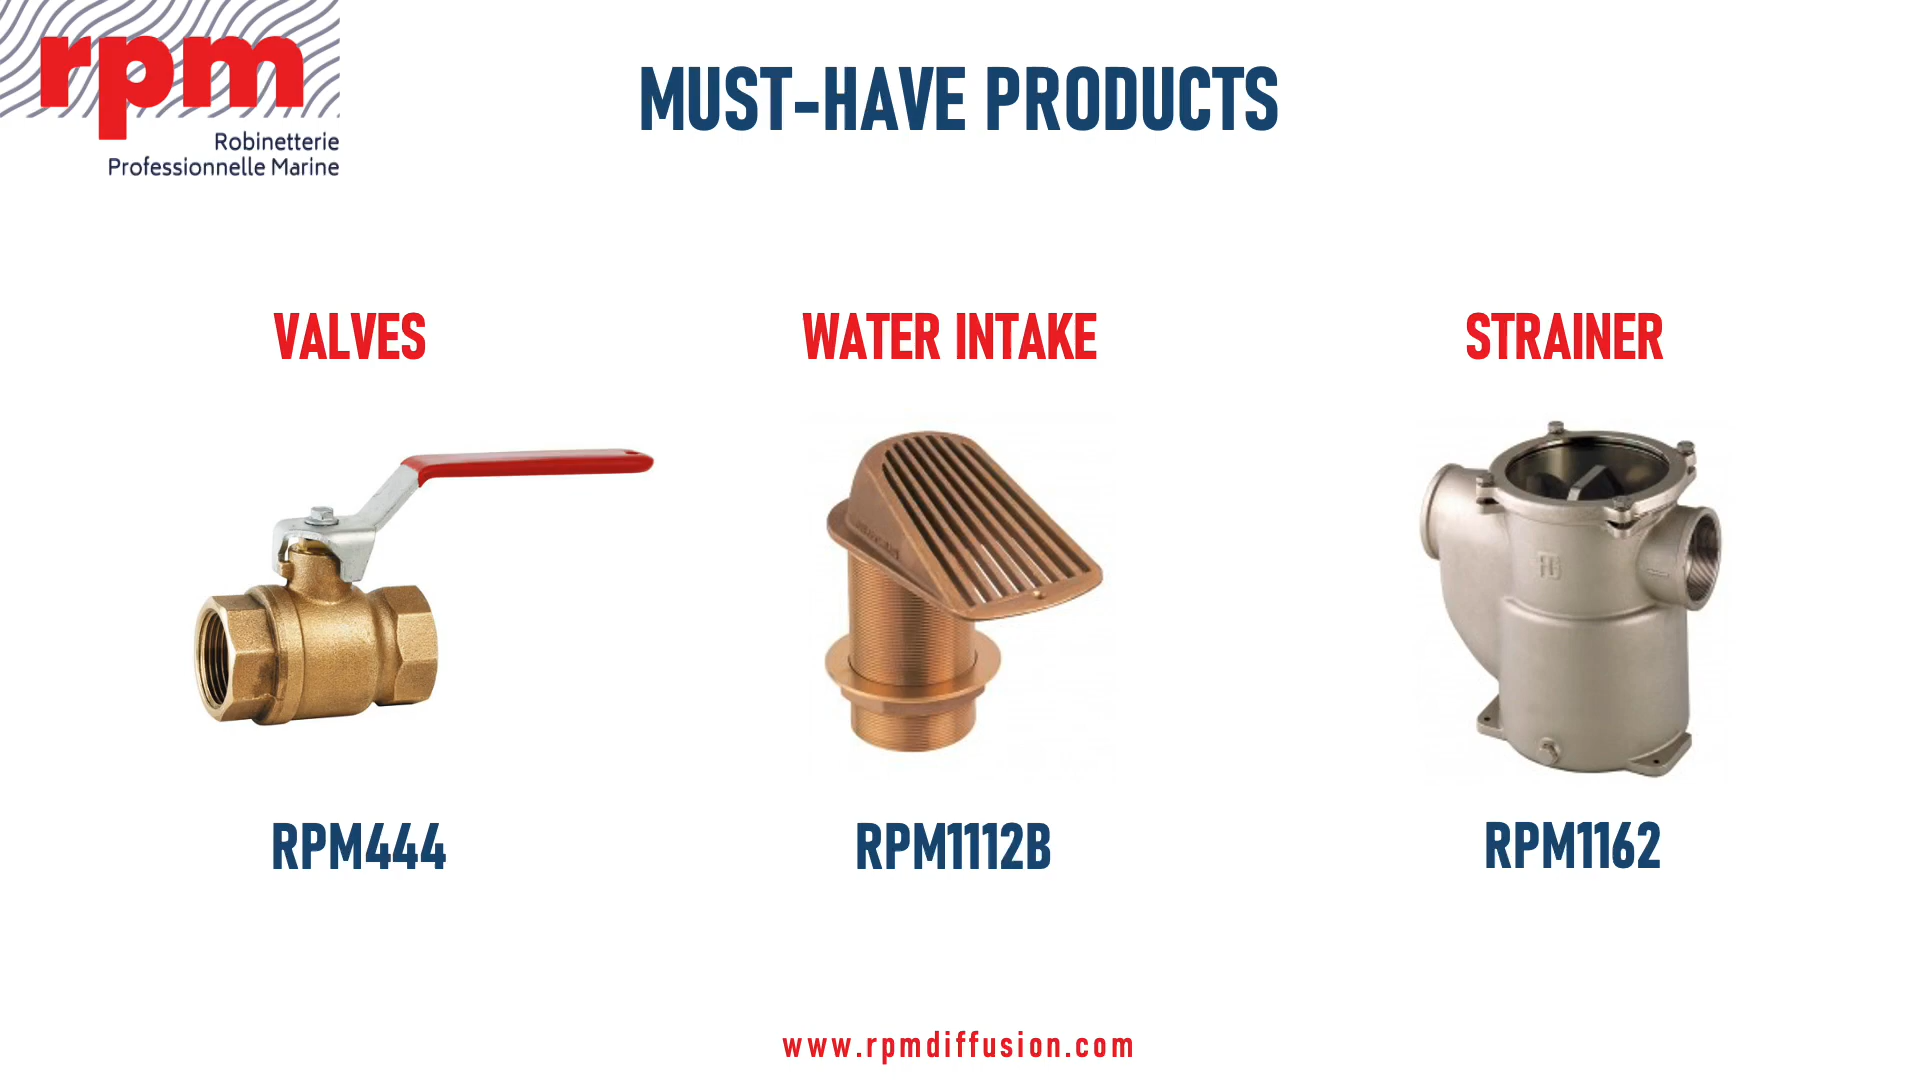 rpm
Robinetterie
Professionnelle Marine
MUST-HAVE PRODUCTS
VALVES
WATER INTAKE
STRAINER
RPM444
RPM1112B
RPM1162
www.rpmdiffusion.com